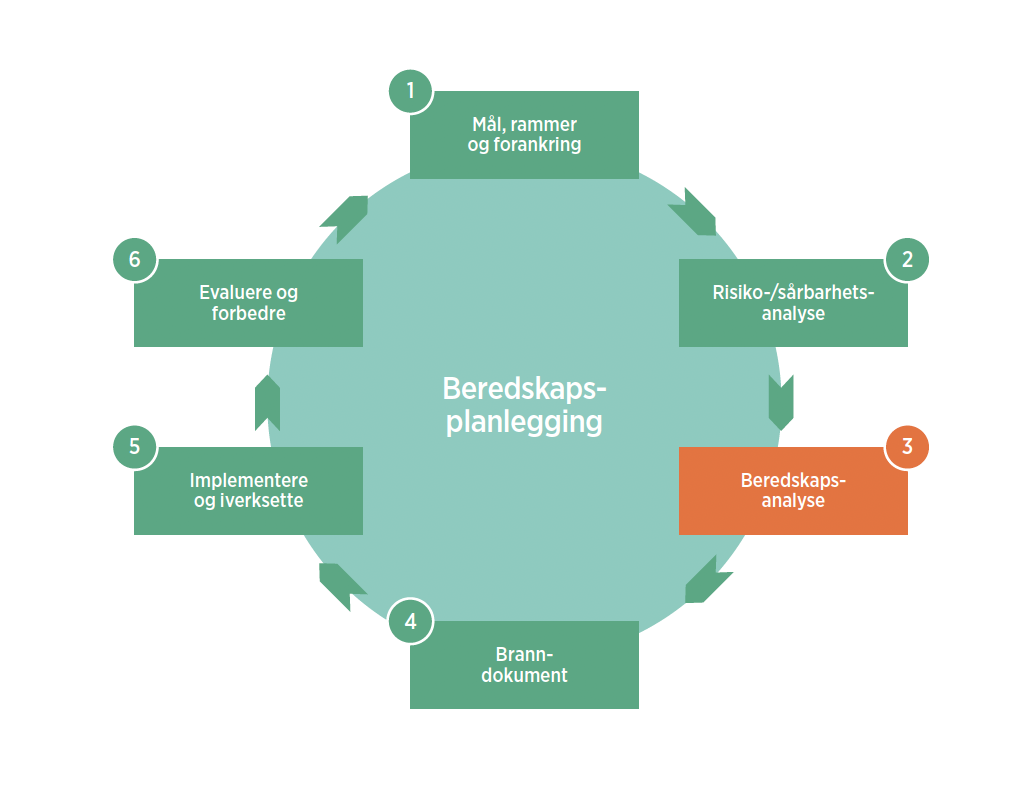 1
Mål, rammer
og forankring
2
Risiko-/sårbarhets-
analyse
3
Beredskaps-
analyse
4
Brann-
dokument
5
Implementere
og iverksette
6
Evaluere og
forbedre
Beredskaps-
planlegging